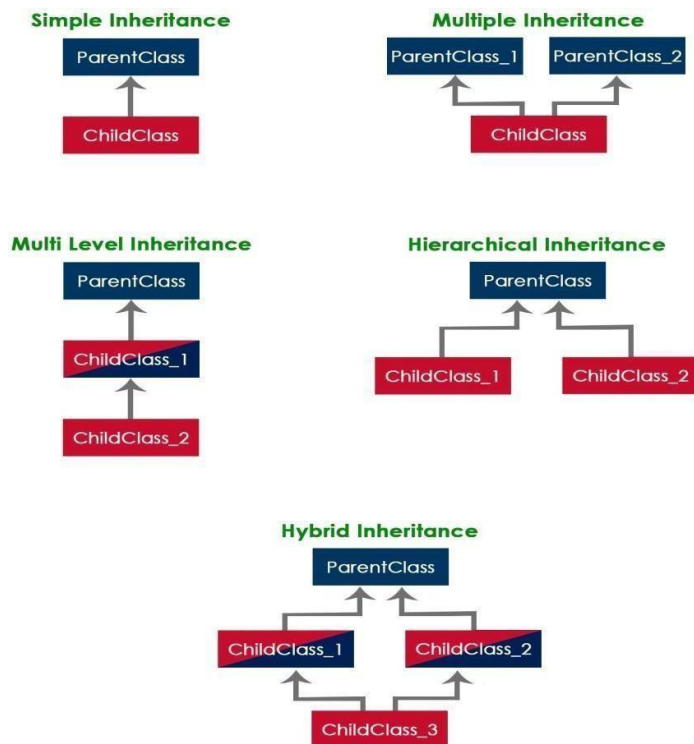 Simple Inheritance
ParentClass
ChildClass
Multiple Inheritance
ParentClass_1 ParentClass_2
ChildClass
Multi Level Inheritance
ParentClass
ChildClass_1
ChildClass_2
Hierarchical Inheritance
ParentClass
ChildClass_1 ChildClass_2
Hybrid Inheritance
ParentClass
ChildClass_1 ChildClass_2
ChildClass_3